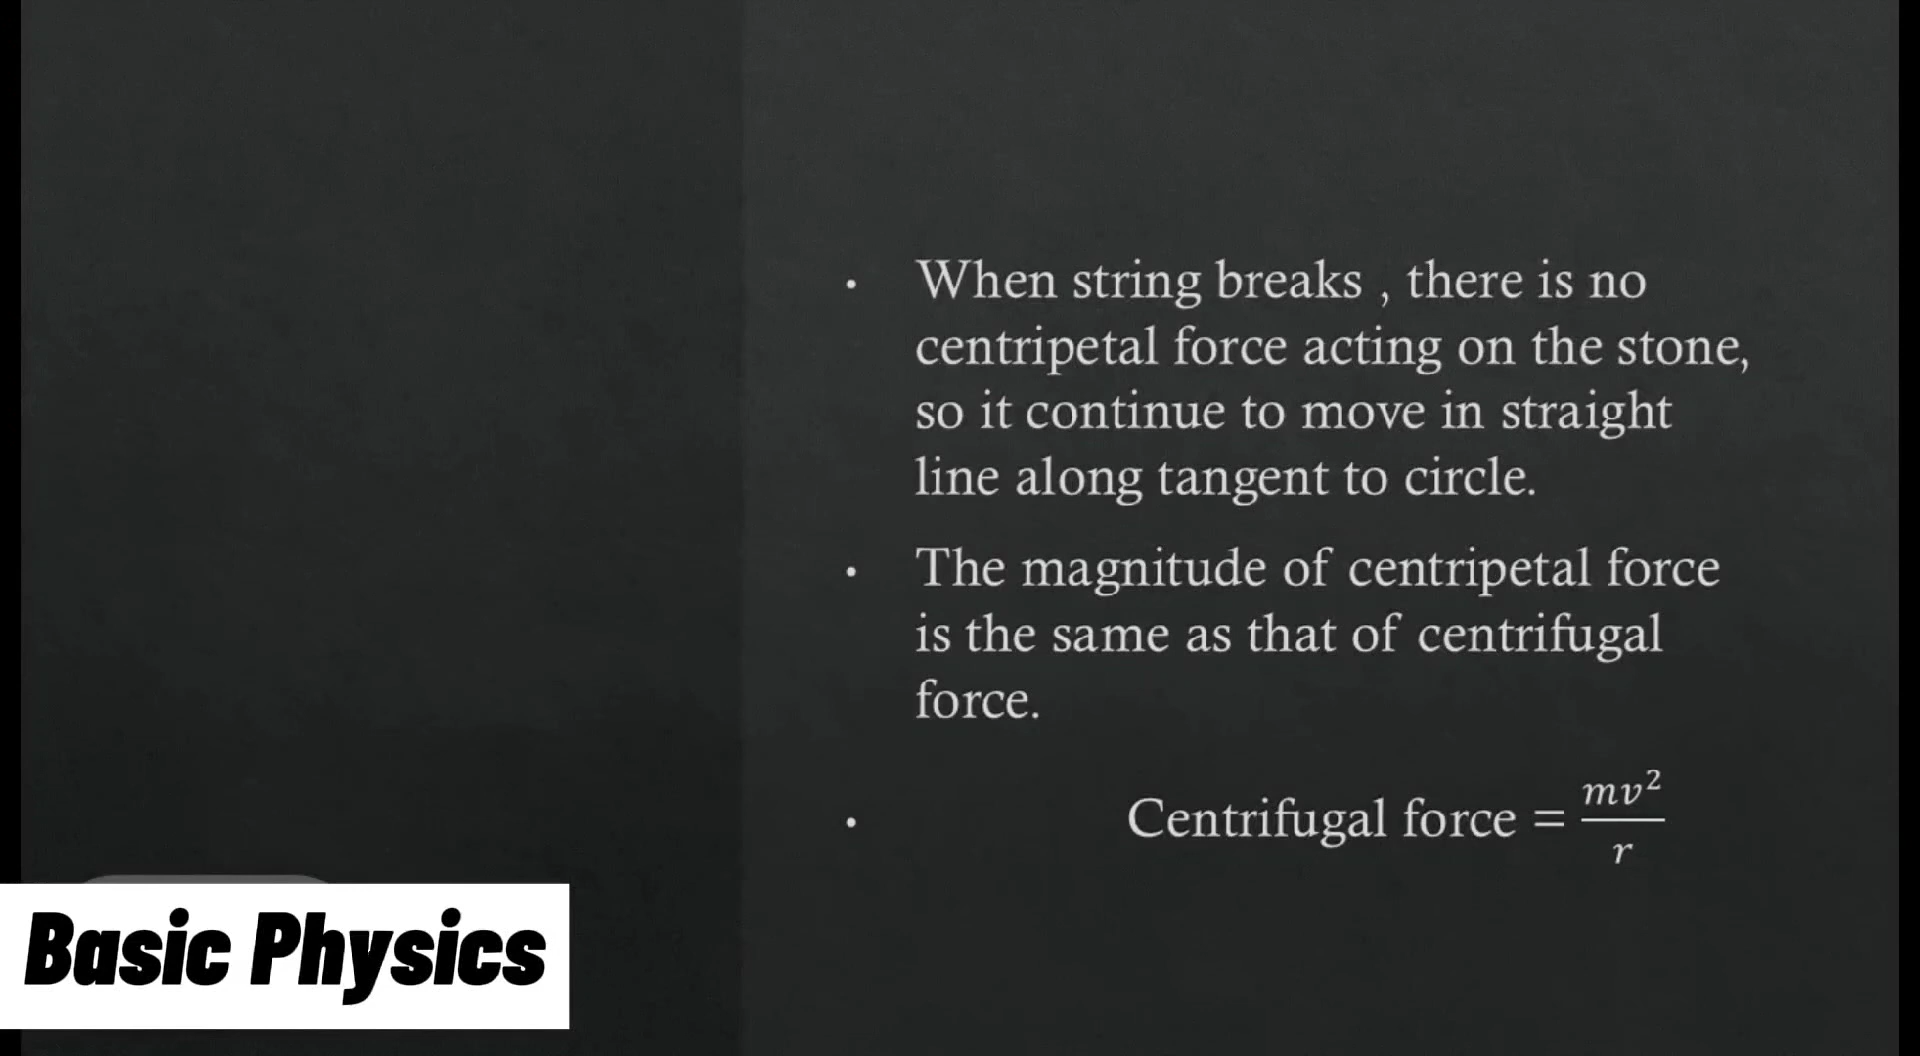 • When string breaks , there is no
centripetal force acting on the stone,
so it continue to move in straight
line along tangent to circle.
• The magnitude of centripetal force
is the same as that of centrifugal
force.
• Centrifugal force = mv²/r
Basic Physics